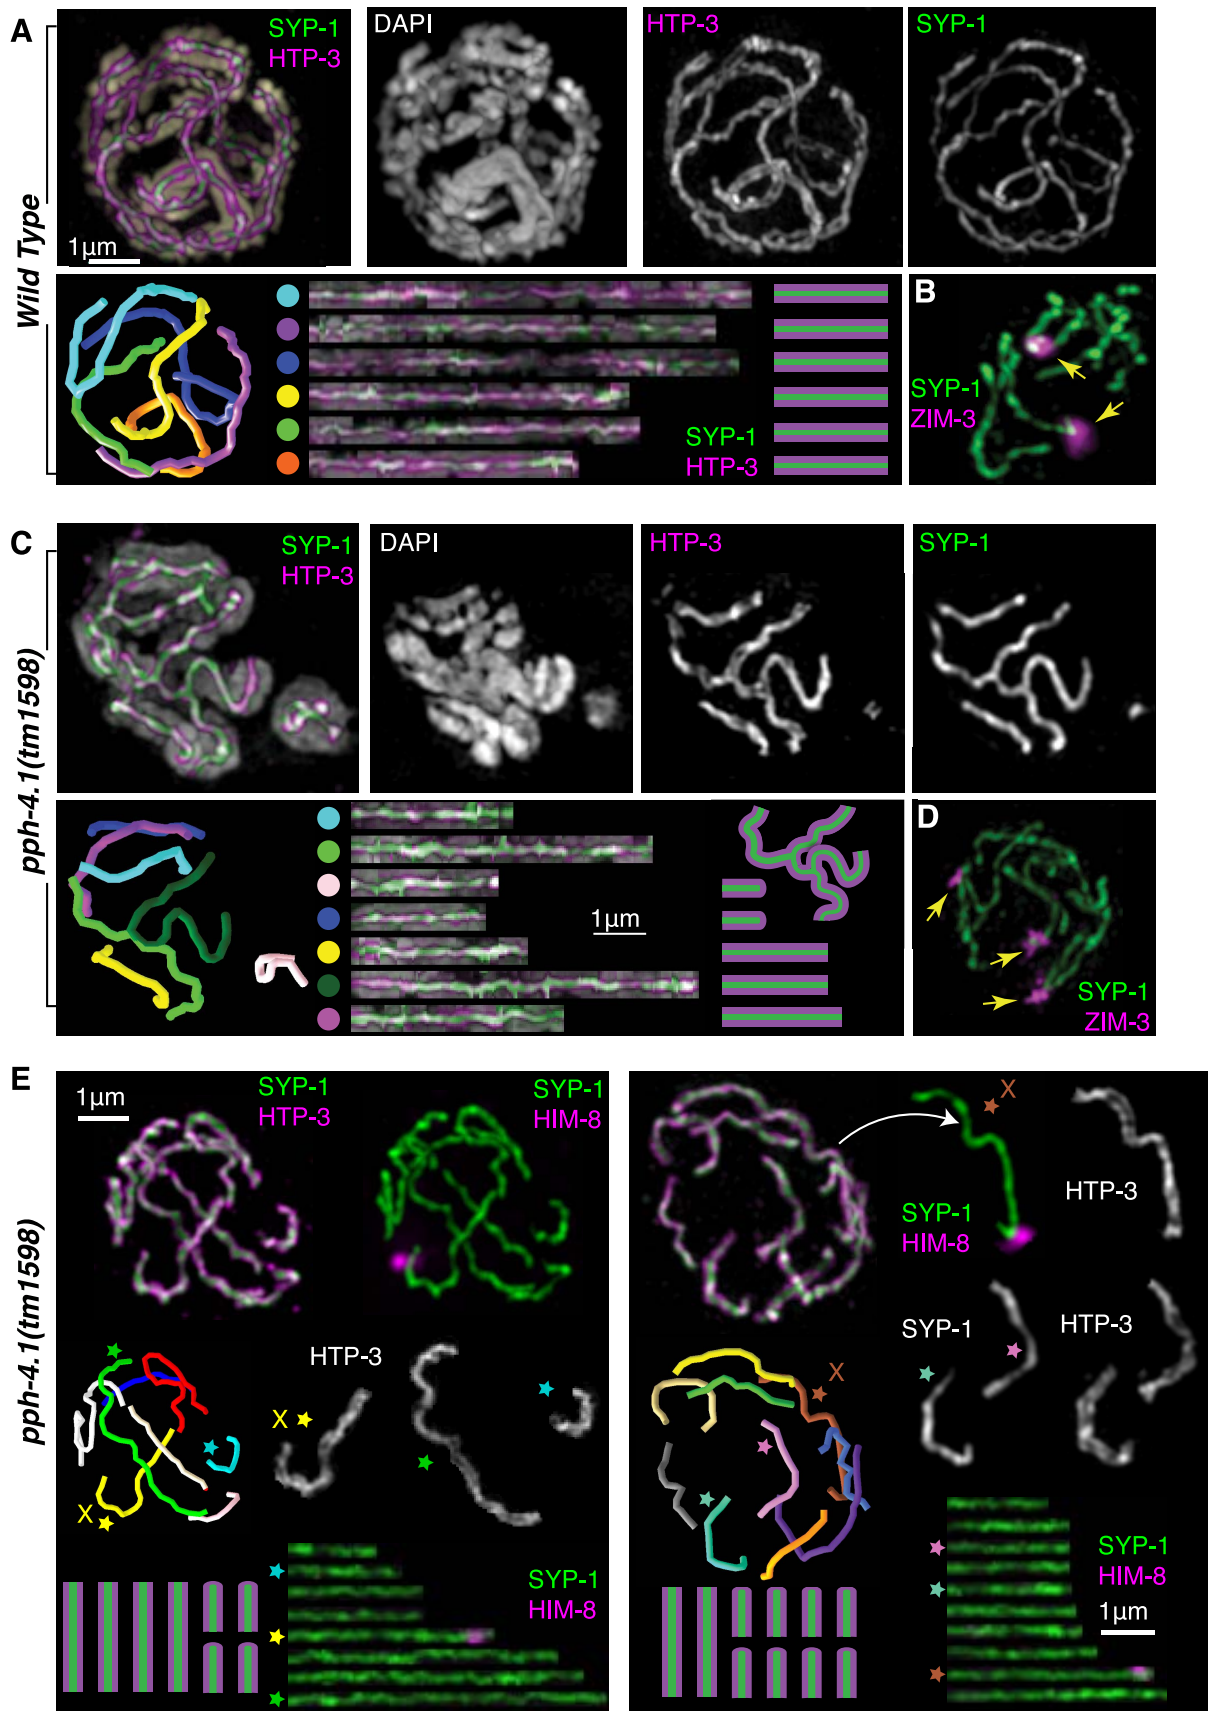 A
Wild Type
SYP-1
HTP-3
1µm
DAPI
HTP-3
SYP-1
SYP-1
HTP-3
B
SYP-1
ZIM-3
C
pph-4.1(tm1598)
SYP-1
HTP-3
DAPI
HTP-3
SYP-1
1µm
D
SYP-1
ZIM-3
E
pph-4.1(tm1598)
1µm
SYP-1
HTP-3
SYP-1
HIM-8
HTP-3
X
X
SYP-1
HIM-8
X
SYP-1
HIM-8
HTP-3
SYP-1
HTP-3
X
SYP-1
HIM-8
1µm